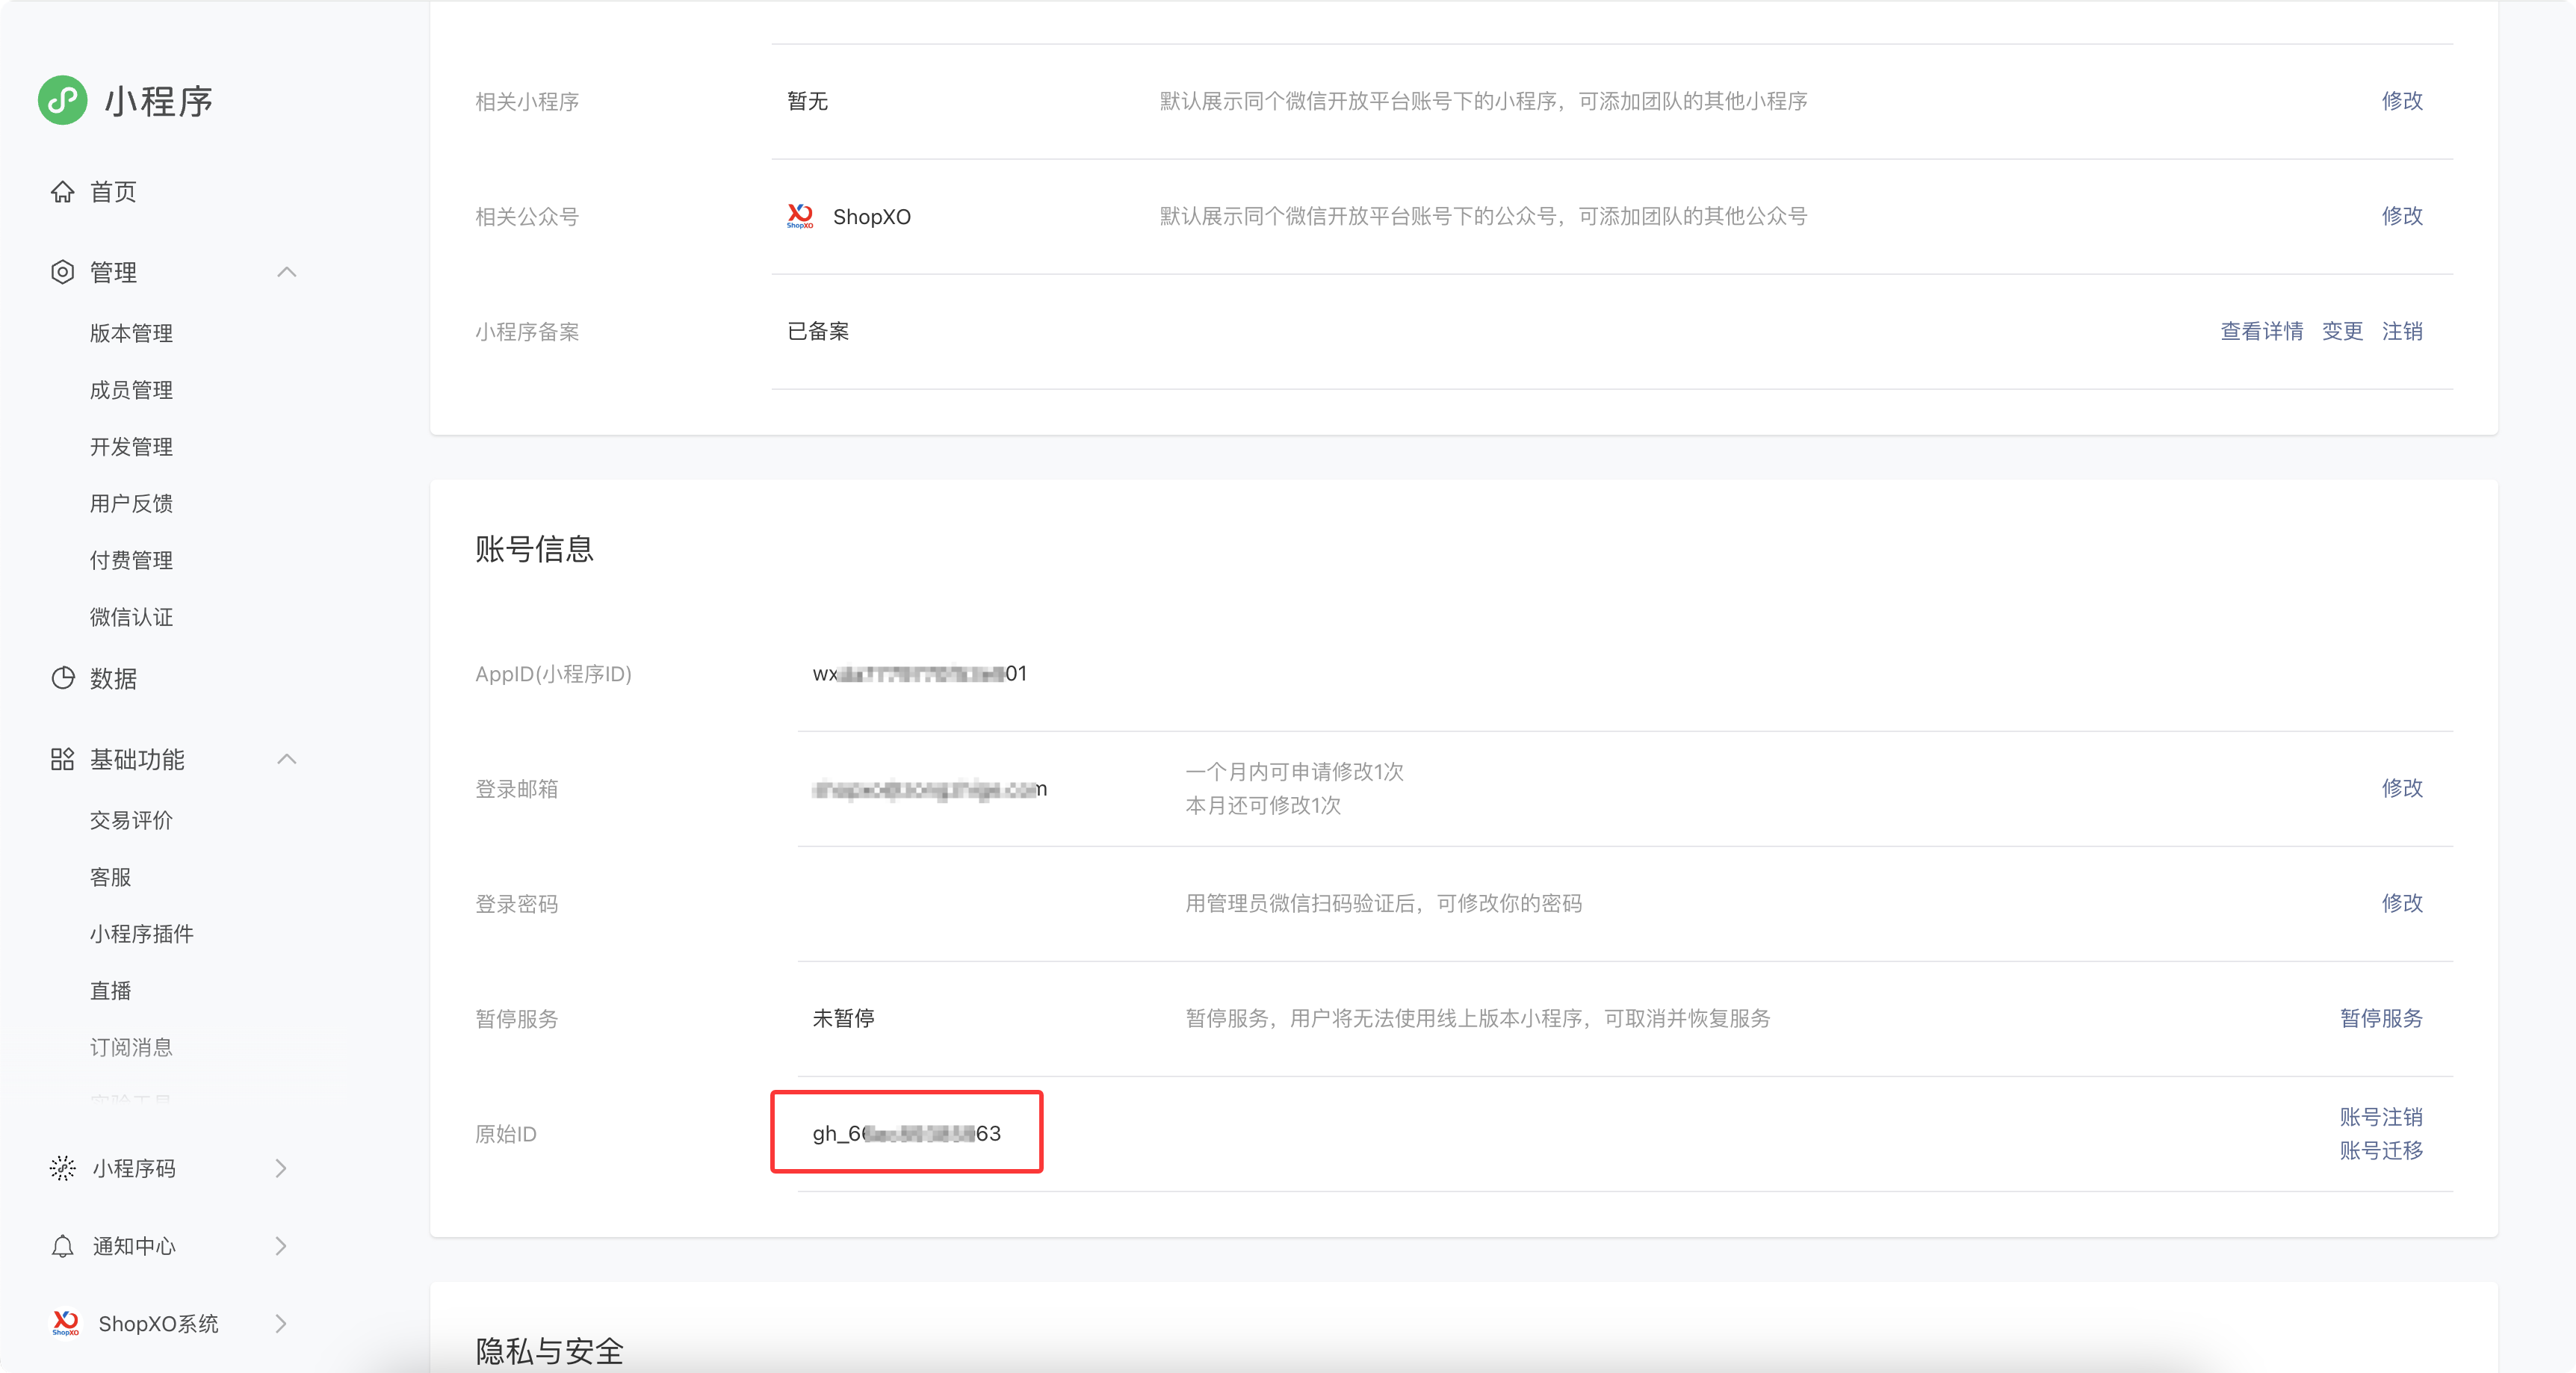 小程序
首页
管理
版本管理
成员管理
开发管理
用户反馈
付费管理
微信认证
数据
基础功能
交易评价
客服
小程序插件
直播
订阅消息
小程序码
通知中心
ShopXO系统
相关小程序 暂无 默认展示同个微信开放平台账号下的小程序，可添加团队的其他小程序 修改
相关公众号 ShopXO 默认展示同个微信开放平台账号下的公众号，可添加团队的其他公众号 修改
小程序备案 已备案 查看详情 变更 注销
账号信息
AppID(小程序ID) wx 01
登录邮箱 m 一个月内可申请修改1次
本月还可修改1次 修改
登录密码 用管理员微信扫码验证后，可修改你的密码 修改
暂停服务 未暂停 暂停服务，用户将无法使用线上版本小程序，可取消并恢复服务 暂停服务
原始ID gh_6 63 账号注销
账号迁移
隐私与安全